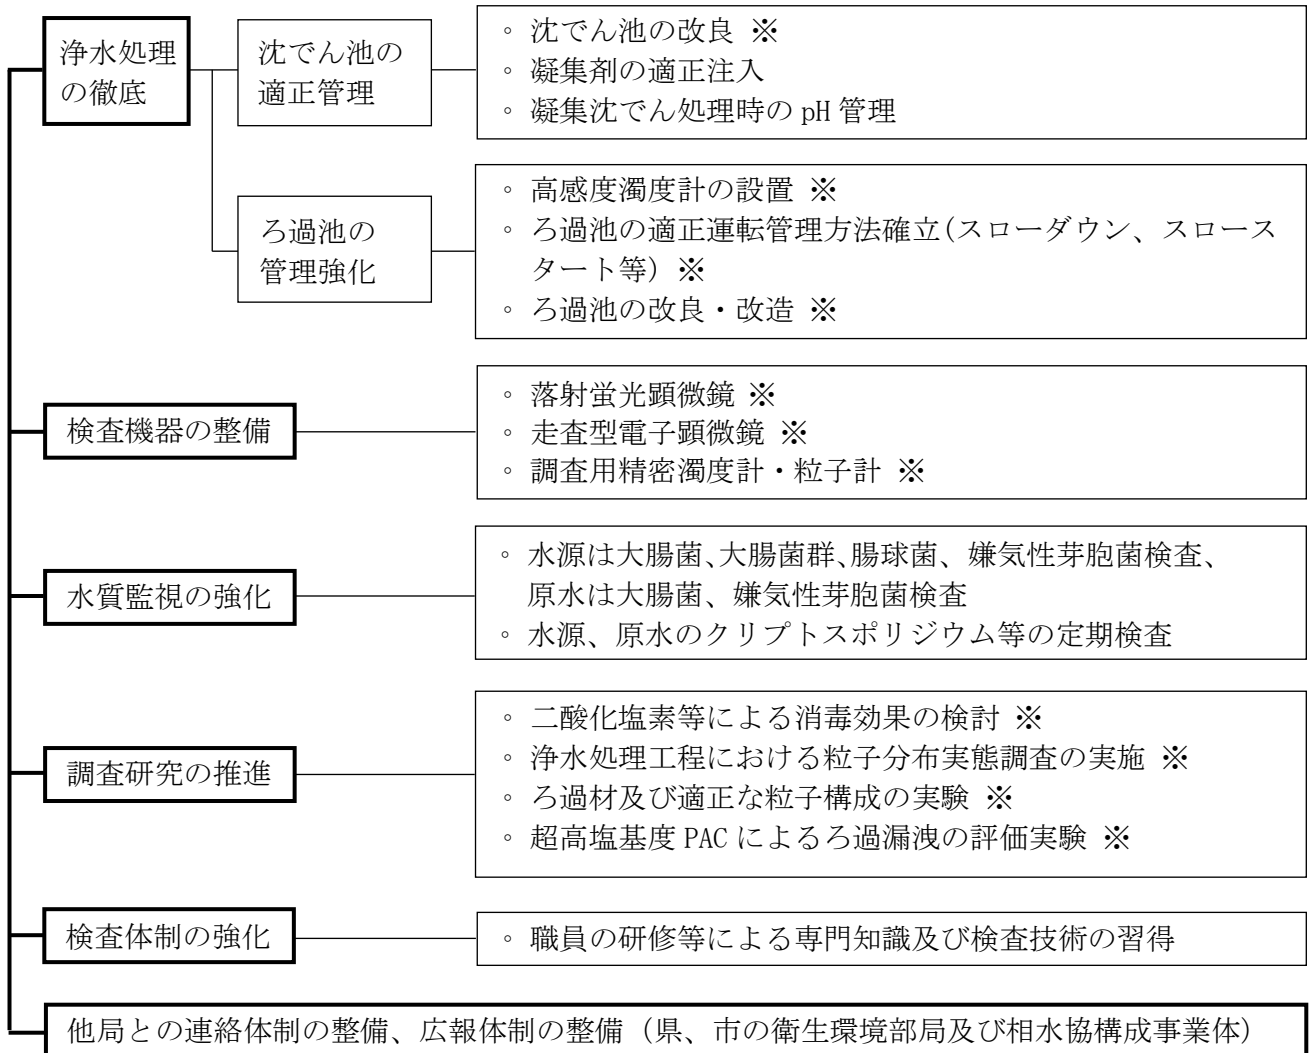 浄水処理
の徹底
沈でん池の
適正管理
◦ 沈でん池の改良 ※
◦ 凝集剤の適正注入
◦ 凝集沈でん処理時の pH 管理
ろ過池の
管理強化
◦ 高感度濁度計の設置 ※
◦ ろ過池の適正運転管理方法確立(スローダウン、スロース
タート等) ※
◦ ろ過池の改良・改造 ※
検査機器の整備
◦ 落射蛍光顕微鏡 ※
◦ 走査型電子顕微鏡 ※
◦ 調査用精密濁度計・粒子計 ※
水質監視の強化
◦ 水源は大腸菌、大腸菌群、腸球菌、嫌気性芽胞菌検査、
原水は大腸菌、嫌気性芽胞菌検査
◦ 水源、原水のクリプトスポリジウム等の定期検査
調査研究の推進
◦ 二酸化塩素等による消毒効果の検討 ※
◦ 浄水処理工程における粒子分布実態調査の実施 ※
◦ ろ過材及び適正な粒子構成の実験 ※
◦ 超高塩基度 PAC によるろ過漏洩の評価実験 ※
検査体制の強化
◦ 職員の研修等による専門知識及び検査技術の習得
他局との連絡体制の整備、広報体制の整備 (県、市の衛生環境部局及び相水協構成事業体)